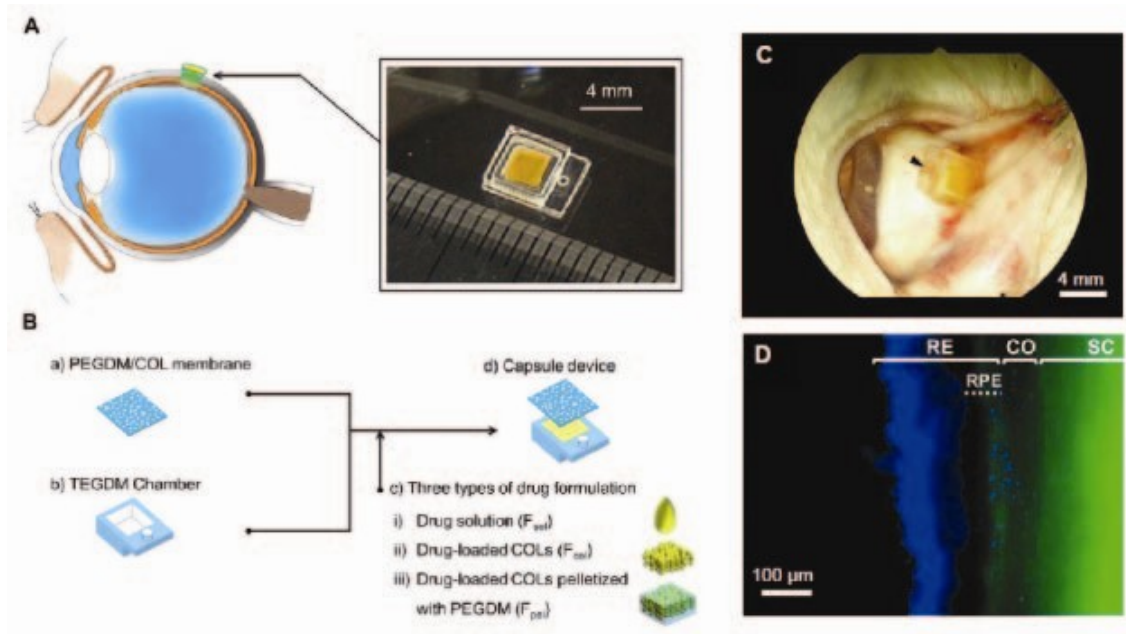 A
4 mm
B
a) PEGDM/COL membrane
b) TEGDM Chamber
d) Capsule device
c) Three types of drug formulation
i) Drug solution (Fsol)
ii) Drug-loaded COLs (Fcol)
iii) Drug-loaded COLs pelletized
with PEGDM (Fpel)
C
4 mm
D
RE CO SC
RPE
100 μm